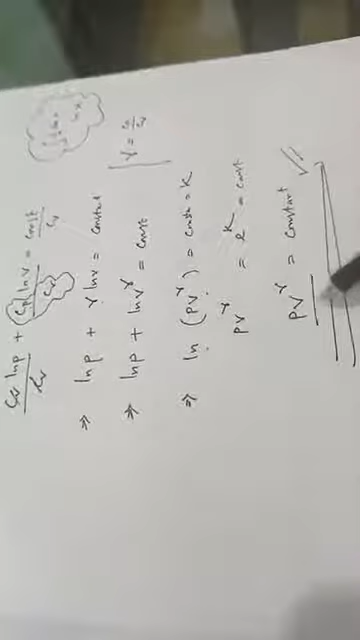 Cv ln p / Cv + Cp ln v / Cv = const / Cv
⇒ ln p + γ ln v = constant
γ = Cp / Cv
⇒ ln p + ln v^γ = const
⇒ ln (pv^γ) = const = K
pv^γ = e^K = const
pv^γ = constant